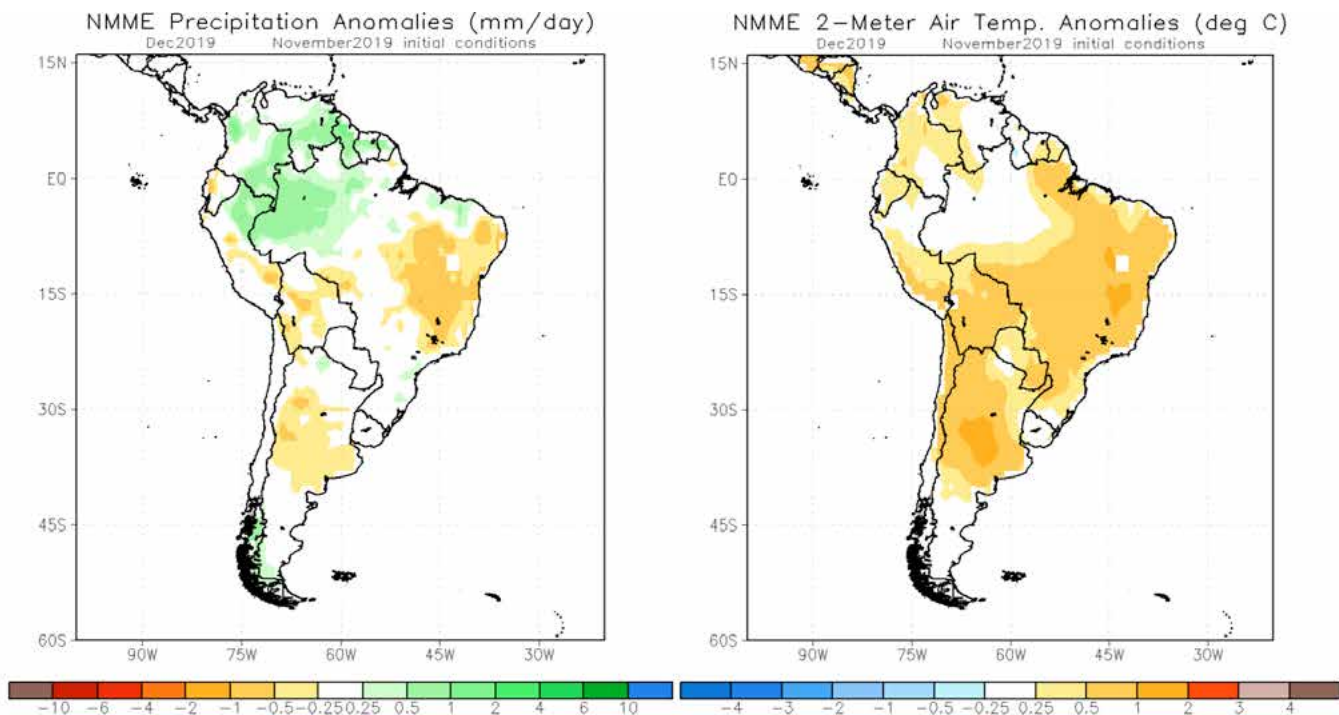 NMME Precipitation Anomalies (mm/day)
Dec2019 November2019 initial conditions
15N
EQ
15S
30S
45S
60S
90W 75W 60W 45W 30W
-10 -6 -4 -2 -1 -0.5 -0.25 0.25 0.5 1 2 4 6 10
NMME 2-Meter Air Temp. Anomalies (deg C)
Dec2019 November2019 initial conditions
15N
EQ
15S
30S
45S
60S
90W 75W 60W 45W 30W
-4 -3 -2 -1 -0.5 -0.25 0.25 0.5 1 2 3 4